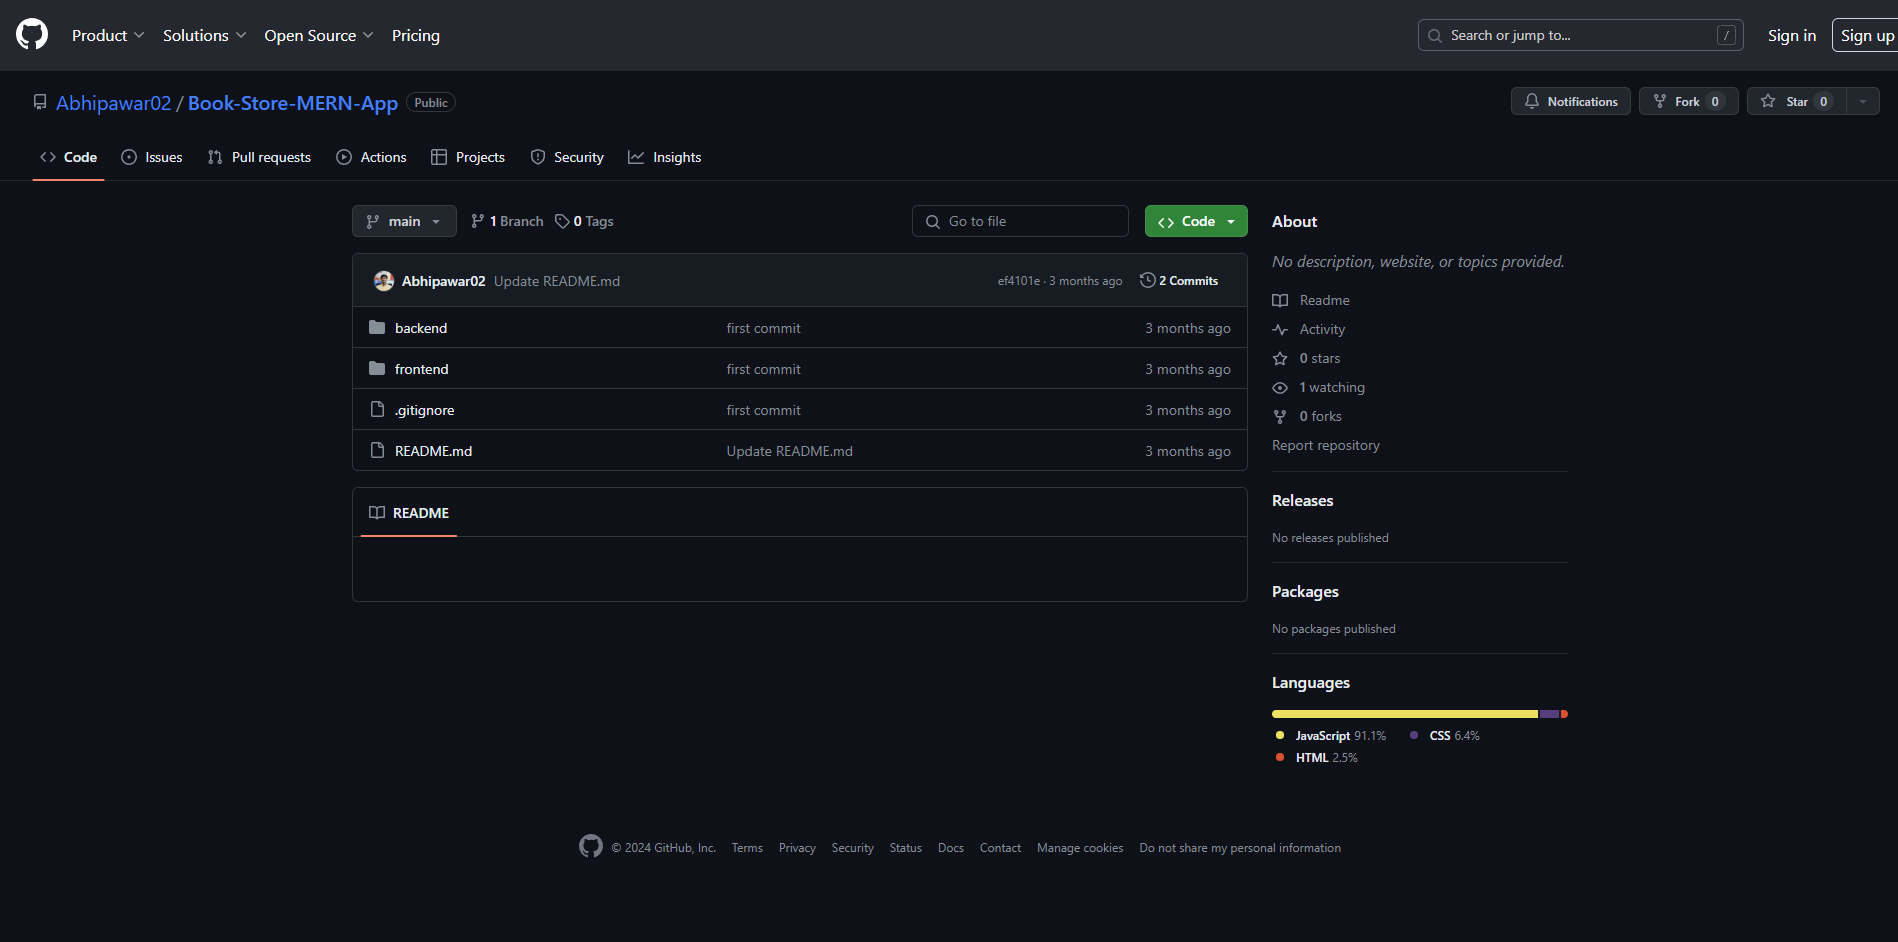 Product Solutions Open Source Pricing Search or jump to... / Sign in Sign up
Abhipawar02 / Book-Store-MERN-App Public Notifications Fork 0 Star 0
Code Issues Pull requests Actions Projects Security Insights
main 1 Branch 0 Tags Go to file Code
Abhipawar02 Update README.md ef4101e · 3 months ago 2 Commits
backend first commit 3 months ago
frontend first commit 3 months ago
.gitignore first commit 3 months ago
README.md Update README.md 3 months ago
README
About
No description, website, or topics provided.
Readme
Activity
0 stars
1 watching
0 forks
Report repository
Releases
No releases published
Packages
No packages published
Languages
JavaScript 91.1% CSS 6.4%
HTML 2.5%
© 2024 GitHub, Inc. Terms Privacy Security Status Docs Contact Manage cookies Do not share my personal information